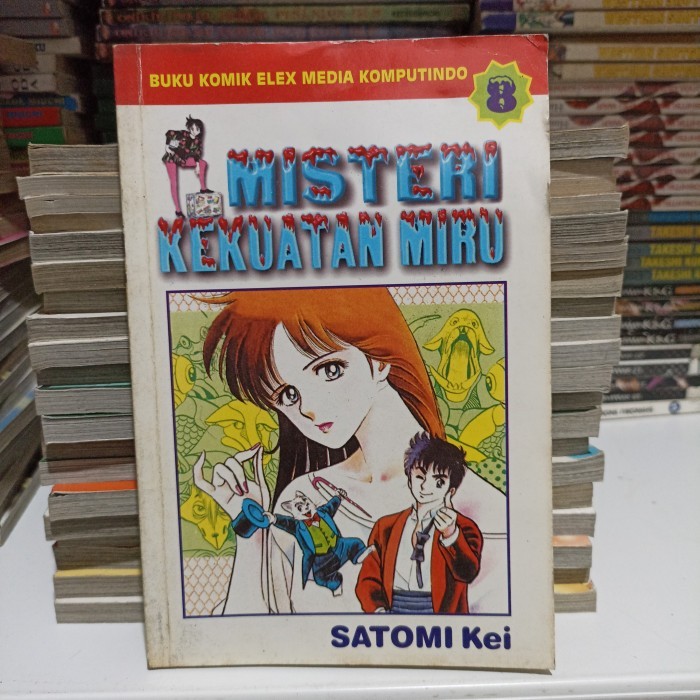 BUKU KOMIK ELEX MEDIA KOMPUTINDO
8
MISTERI
KEKUATAN MIRU
SATOMI Kei